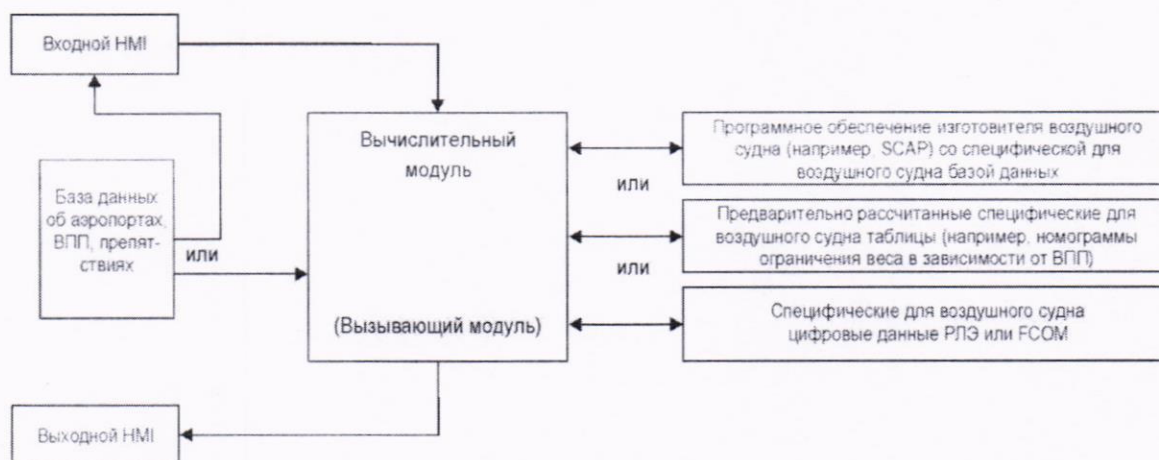 Входной HMI
База данных
об аэропортах,
ВПП, препят-
ствиях
или
Вычислительный
модуль
(Вызывающий модуль)
Программное обеспечение изготовителя воздушного
судна (например, SCAP) со специфической для
воздушного судна базой данных
или
Предварительно рассчитанные специфические для
воздушного судна таблицы (например, номограммы
ограничения веса в зависимости от ВПП)
или
Специфические для воздушного судна
цифровые данные РЛЭ или FCOM
Выходной HMI